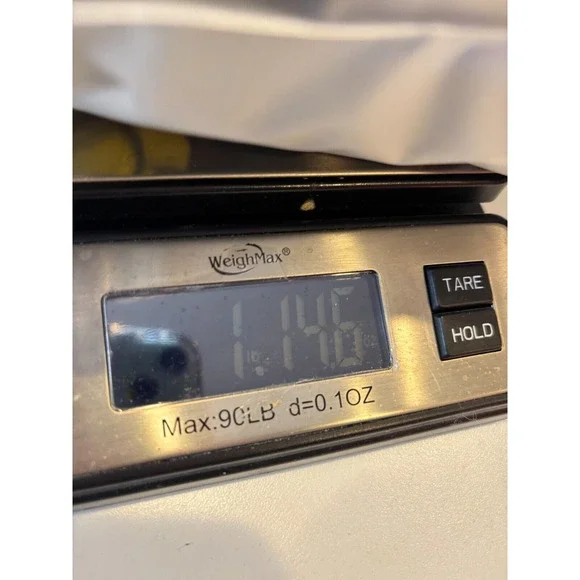 WeighMax®
TARE
1 lb. 14.6 oz
HOLD
Max:90LB d=0.1OZ